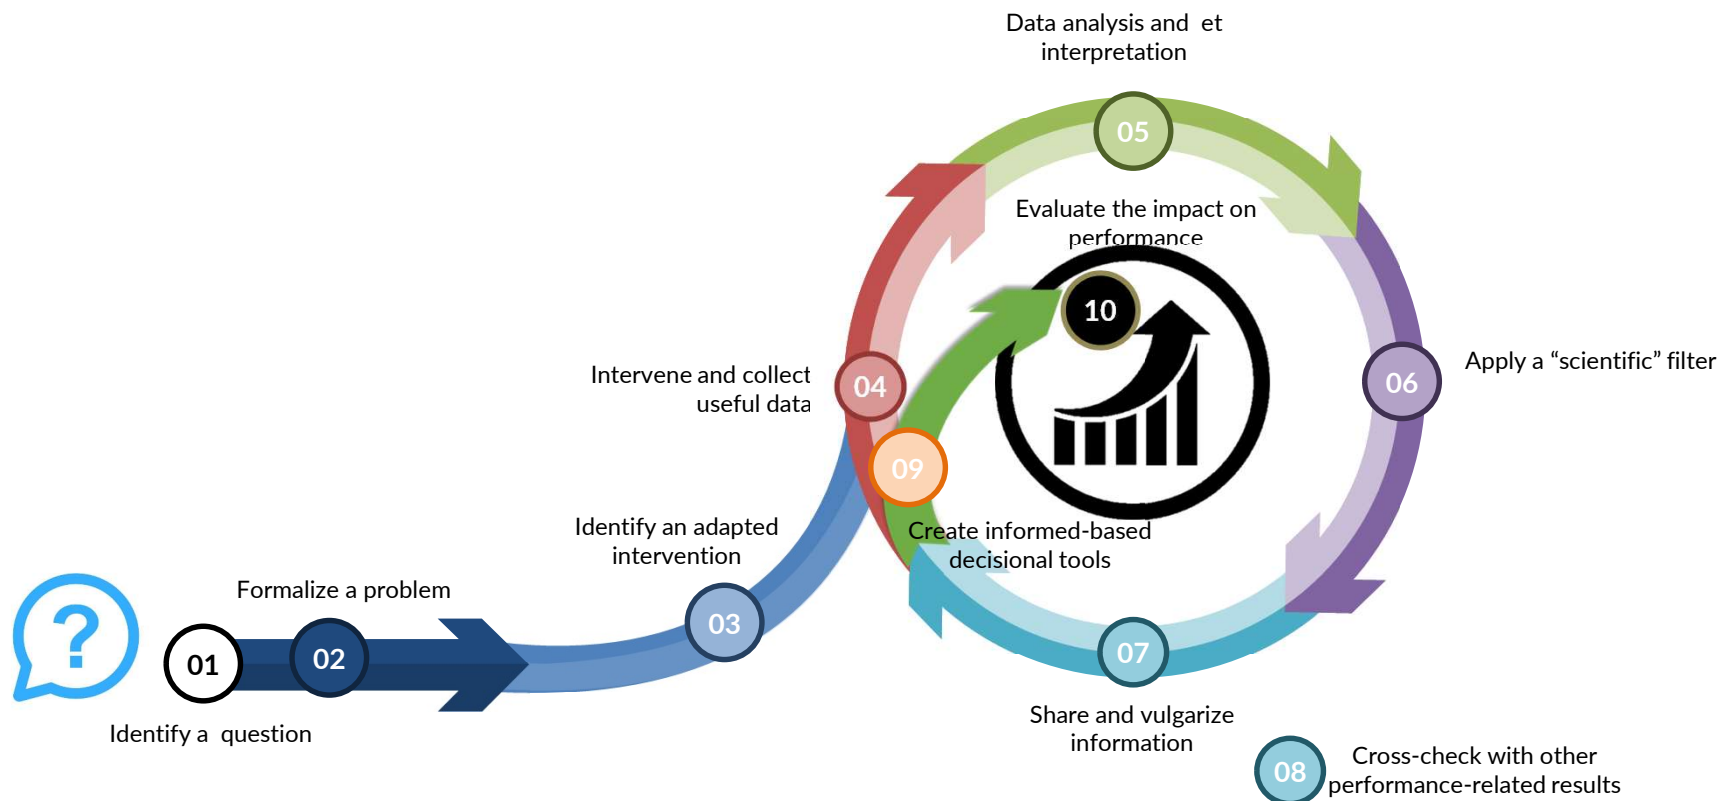 Data analysis and  et
interpretation
05
Evaluate the impact on
performance
10
Intervene and collect
useful data
04
06
Apply a “scientific” filter
09
Identify an adapted
intervention
Create informed-based
decisional tools
Formalize a problem
?
01
02
03
07
Identify a  question
Share and vulgarize
information
08
Cross-check with other
performance-related results